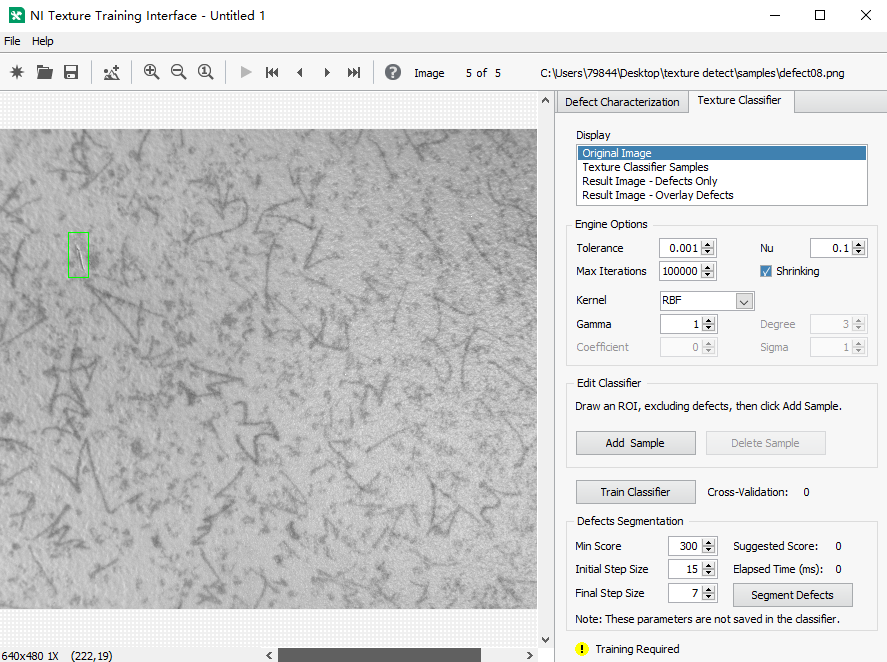 NI Texture Training Interface - Untitled 1
File Help
Image 5 of 5 C:\Users\79844\Desktop\texture detect\samples\defect08.png
Defect Characterization Texture Classifier
Display
Original Image
Texture Classifier Samples
Result Image - Defects Only
Result Image - Overlay Defects
Engine Options
Tolerance 0.001 Nu 0.1
Max Iterations 100000 Shrinking
Kernel RBF
Gamma 1 Degree 3
Coefficient 0 Sigma 1
Edit Classifier
Draw an ROI, excluding defects, then click Add Sample.
Add Sample Delete Sample
Train Classifier Cross-Validation: 0
Defects Segmentation
Min Score 300 Suggested Score: 0
Initial Step Size 15 Elapsed Time (ms): 0
Final Step Size 7 Segment Defects
Note: These parameters are not saved in the classifier.
Training Required
640x480 1X (222,19)